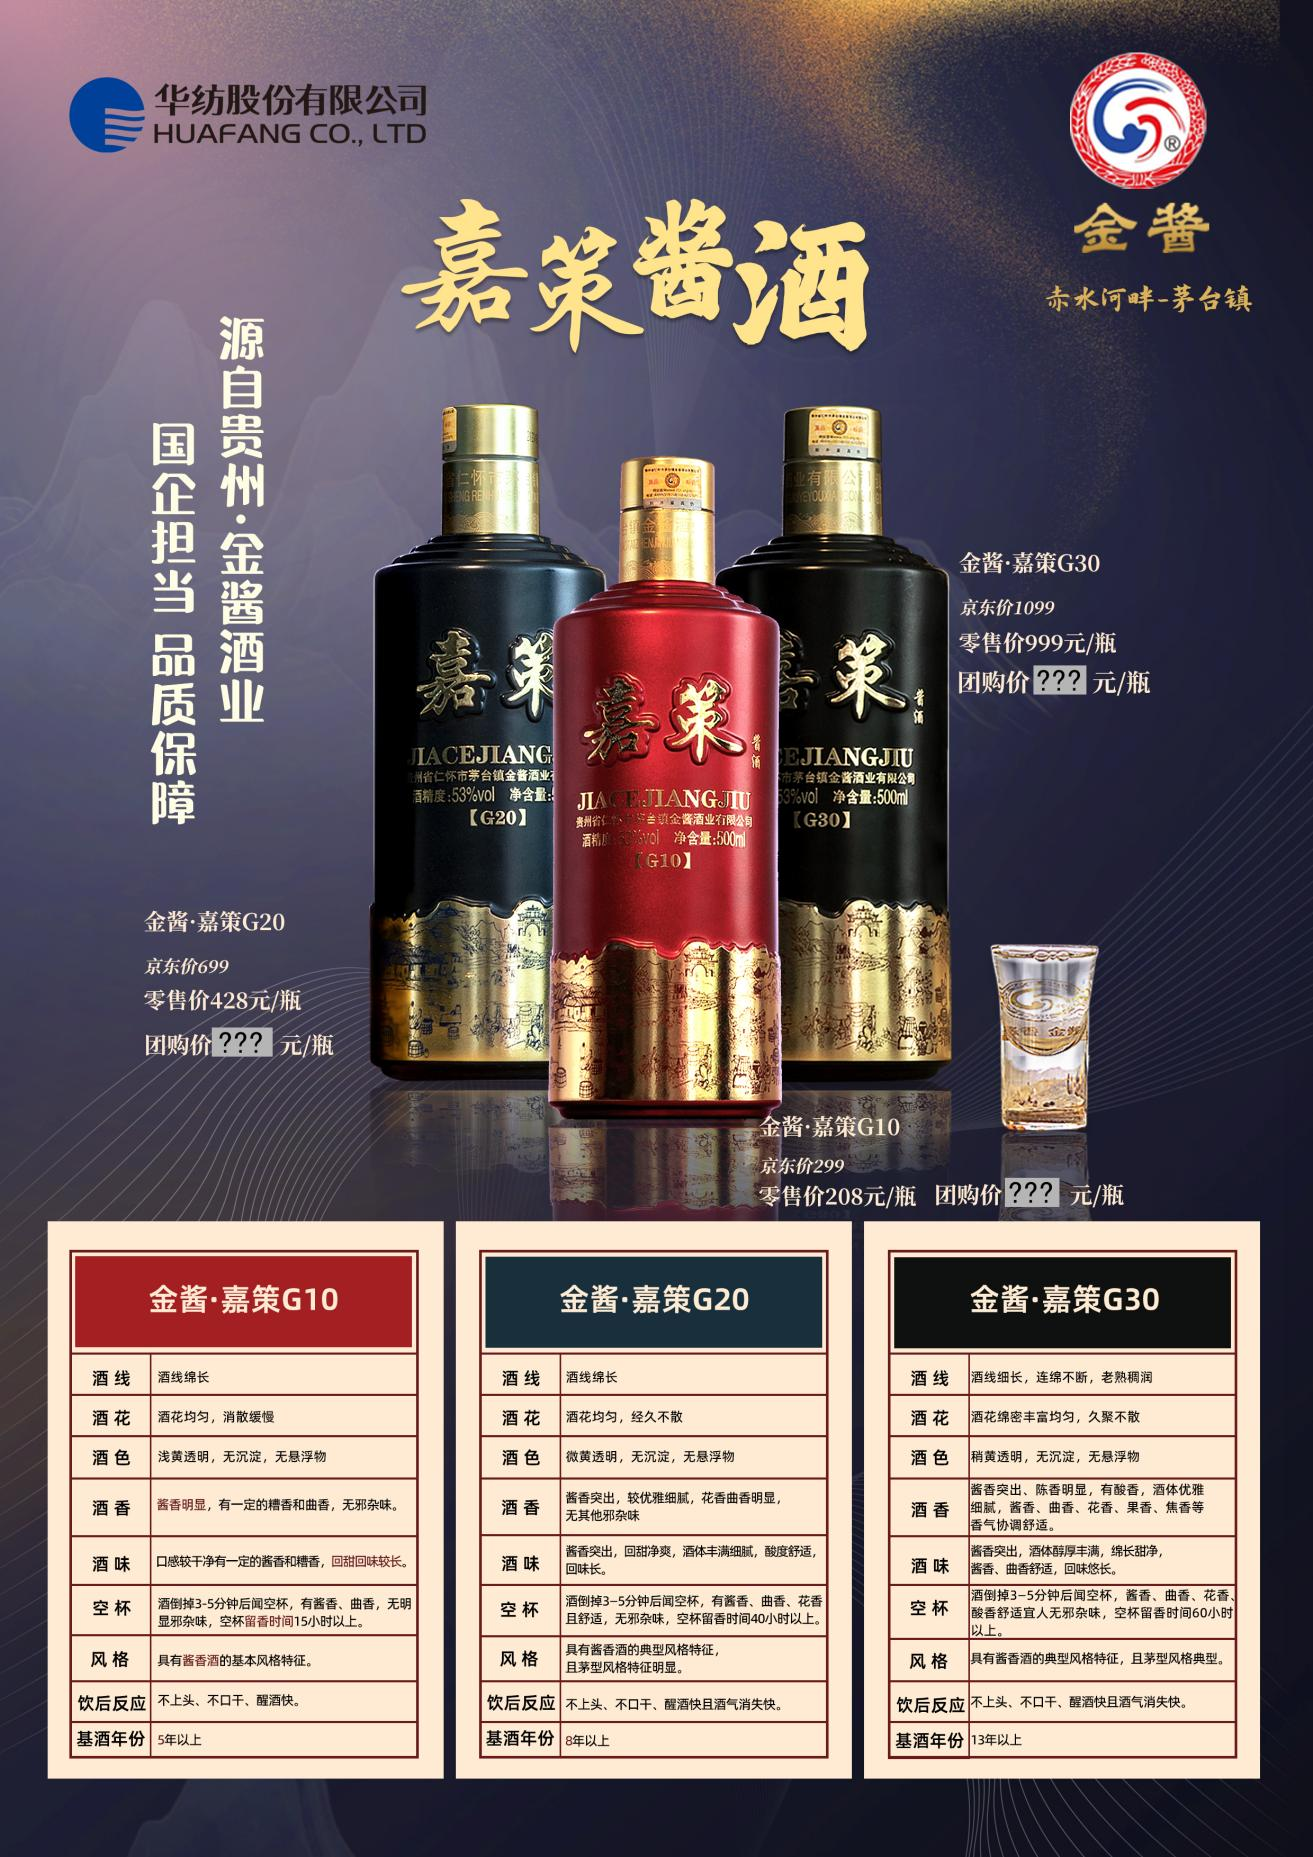 华纺股份有限公司
HUAFANG CO., LTD
®
金酱
赤水河畔-茅台镇
嘉策酱酒
源自贵州·金酱酒业
国企担当 品质保障
金酱·嘉策G30
京东价1099
零售价999元/瓶
团购价 ??? 元/瓶
嘉策
JIACEJIANG
酒精度:53%vol 净含量:5
【G20】
嘉策
酱酒
JIACEJIANGJIU
贵州省仁怀市茅台镇金酱酒业有限公司
酒精度:53%vol 净含量:500ml
【G10】
策
酱酒
CEJIANGJIU
市茅台镇金酱酒业有限公司
53%vol 净含量:500ml
【G30】
金酱·嘉策G20
京东价699
零售价428元/瓶
团购价 ??? 元/瓶
金酱·嘉策G10
京东价299
零售价208元/瓶 团购价 ??? 元/瓶
金酱·嘉策G10
酒线 酒线绵长
酒花 酒花均匀，消散缓慢
酒色 浅黄透明，无沉淀，无悬浮物
酒香 酱香明显，有一定的糟香和曲香，无邪杂味。
酒味 口感较干净有一定的酱香和糟香，回甜回味较长。
空杯 酒倒掉3-5分钟后闻空杯，有酱香、曲香，无明
显邪杂味，空杯留香时间15小时以上。
风格 具有酱香酒的基本风格特征。
饮后反应 不上头、不口干、醒酒快。
基酒年份 5年以上
金酱·嘉策G20
酒线 酒线绵长
酒花 酒花均匀，经久不散
酒色 微黄透明，无沉淀，无悬浮物
酒香 酱香突出，较优雅细腻，花香曲香明显，
无其他邪杂味
酒味 酱香突出，回甜净爽，酒体丰满细腻，酸度舒适，
回味长。
空杯 酒倒掉3-5分钟后闻空杯，有酱香、曲香、花香
且舒适，无邪杂味，空杯留香时间40小时以上。
风格 具有酱香酒的典型风格特征，
且茅型风格特征明显。
饮后反应 不上头、不口干、醒酒快且酒气消失快。
基酒年份 8年以上
金酱·嘉策G30
酒线 酒线细长，连绵不断，老熟稠润
酒花 酒花绵密丰富均匀，久聚不散
酒色 稍黄透明，无沉淀，无悬浮物
酒香 酱香突出、陈香明显，有酸香，酒体优雅
细腻，酱香、曲香、花香、果香、焦香等
香气协调舒适。
酒味 酱香突出，酒体醇厚丰满，绵长甜净，
酱香、曲香舒适，回味悠长。
空杯 酒倒掉3-5分钟后闻空杯，酱香、曲香、花香、
酸香舒适宜人无邪杂味，空杯留香时间60小时
以上。
风格 具有酱香酒的典型风格特征，且茅型风格典型。
饮后反应 不上头、不口干、醒酒快且酒气消失快。
基酒年份 13年以上